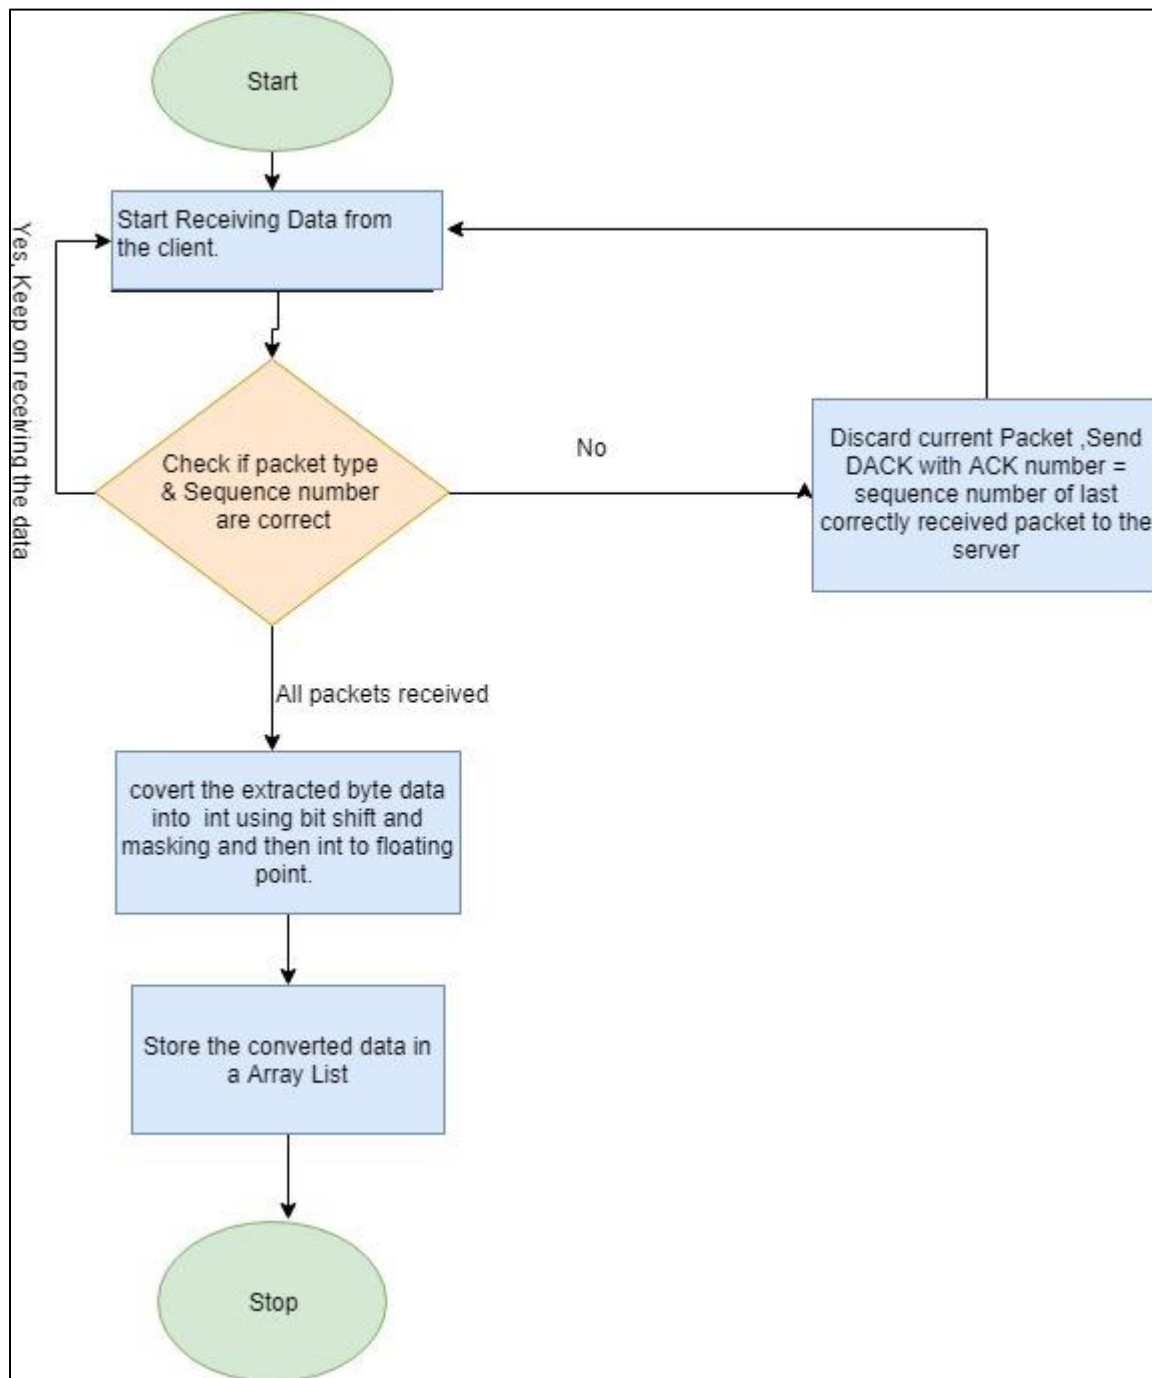 Start
Start Receiving Data from
the client.
Yes, Keep on receiving the data
Check if packet type
& Sequence number
are correct
No
Discard current Packet ,Send
DACK with ACK number =
sequence number of last
correctly received packet to the
server
All packets received
covert the extracted byte data
into int using bit shift and
masking and then int to floating
point.
Store the converted data in
a Array List
Stop